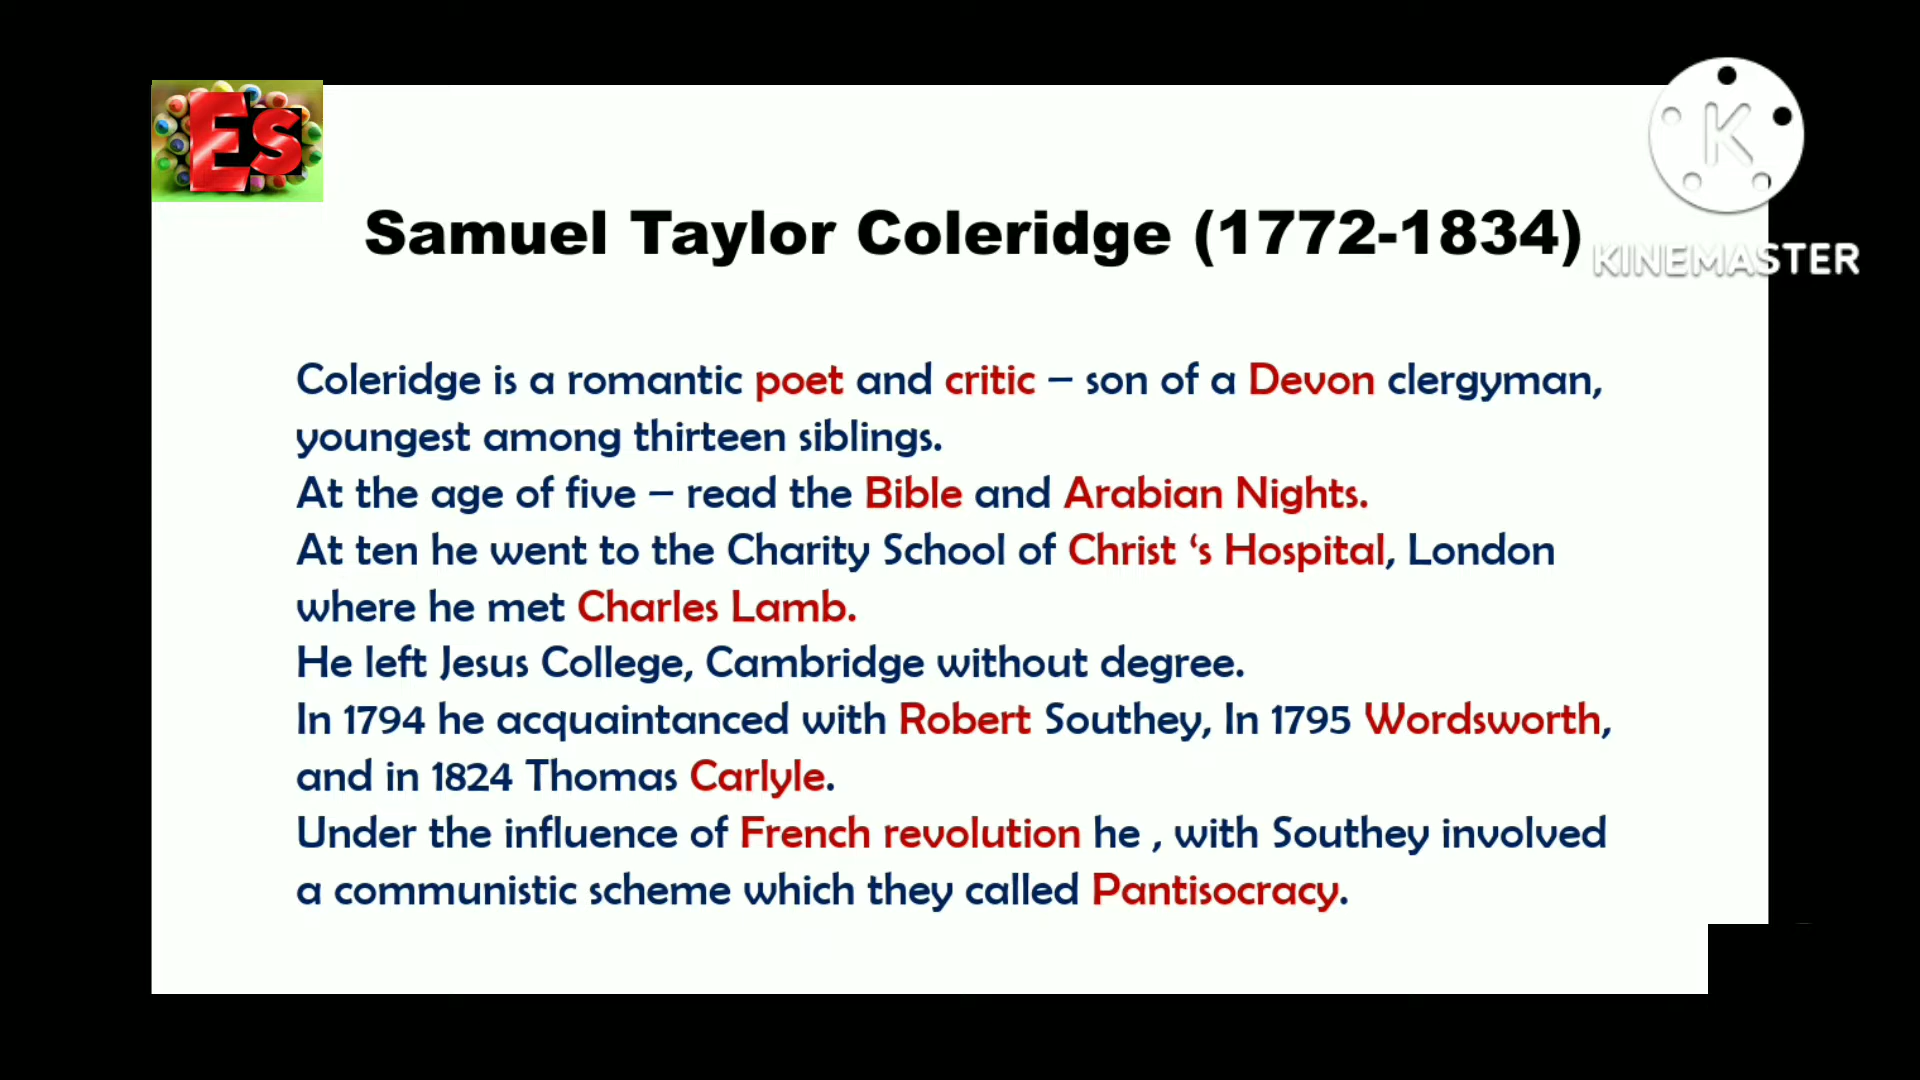 ES
KINEMASTER
Samuel Taylor Coleridge (1772-1834)
Coleridge is a romantic poet and critic – son of a Devon clergyman,
youngest among thirteen siblings.
At the age of five – read the Bible and Arabian Nights.
At ten he went to the Charity School of Christ ‘s Hospital, London
where he met Charles Lamb.
He left Jesus College, Cambridge without degree.
In 1794 he acquaintanced with Robert Southey, In 1795 Wordsworth,
and in 1824 Thomas Carlyle.
Under the influence of French revolution he , with Southey involved
a communistic scheme which they called Pantisocracy.